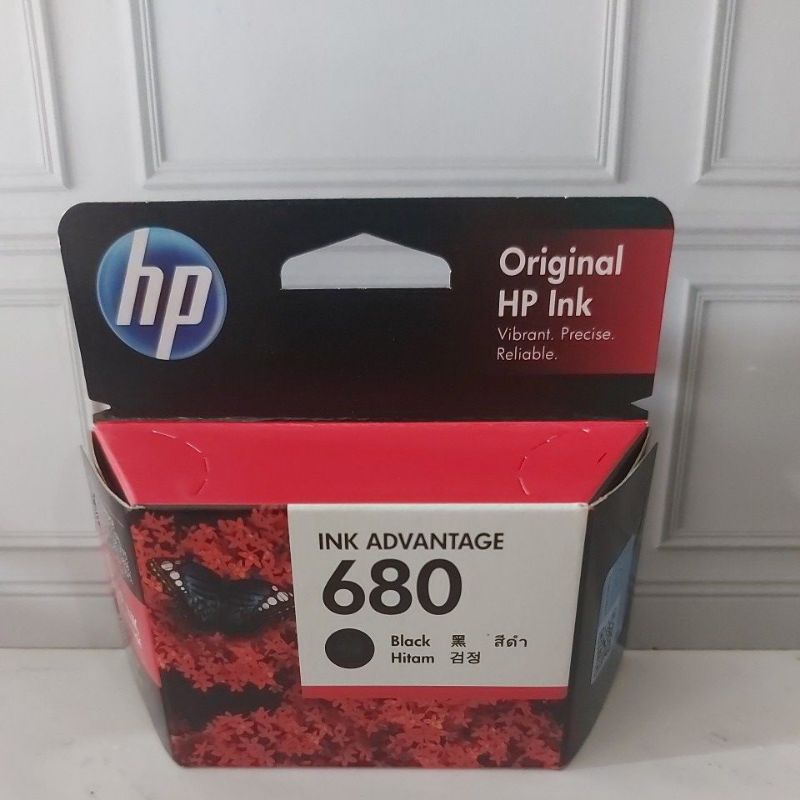 hp
Original
HP Ink
Vibrant. Precise.
Reliable.
INK ADVANTAGE
680
Black 黑 สีดำ
Hitam 검정